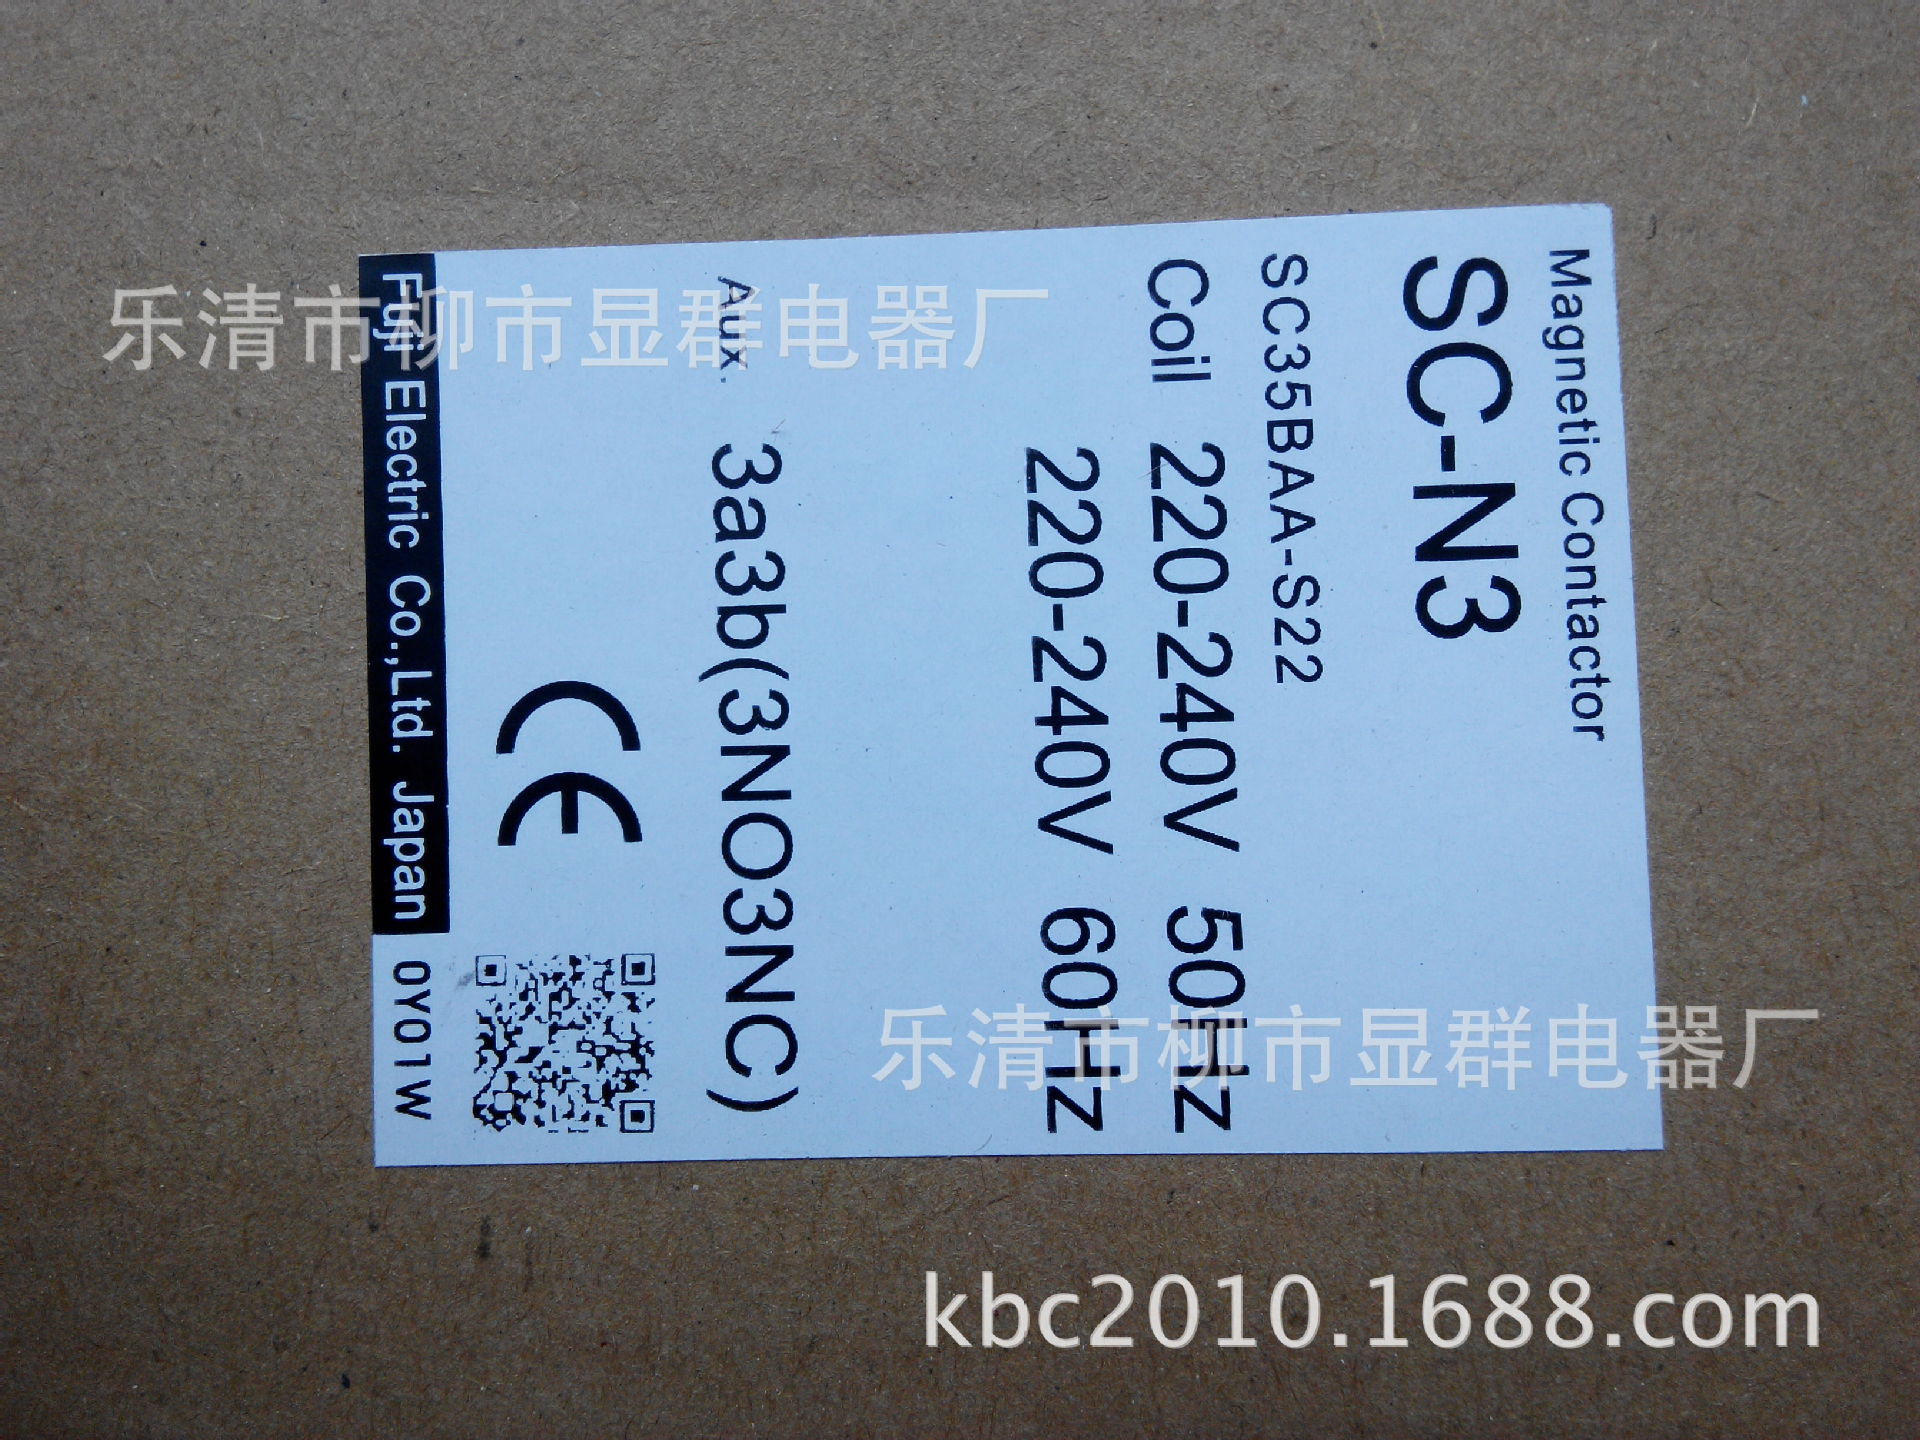 Magnetic Contactor
SC-N3
SC35BAA-S22
Coil 220-240V 50Hz
220-240V 60Hz
Aux. 3a3b(3NO3NC)
CE
Fuji Electric Co.,Ltd. Japan 0Y01W
乐清市柳市显群电器厂
乐清市柳市显群电器厂
kbc2010.1688.com